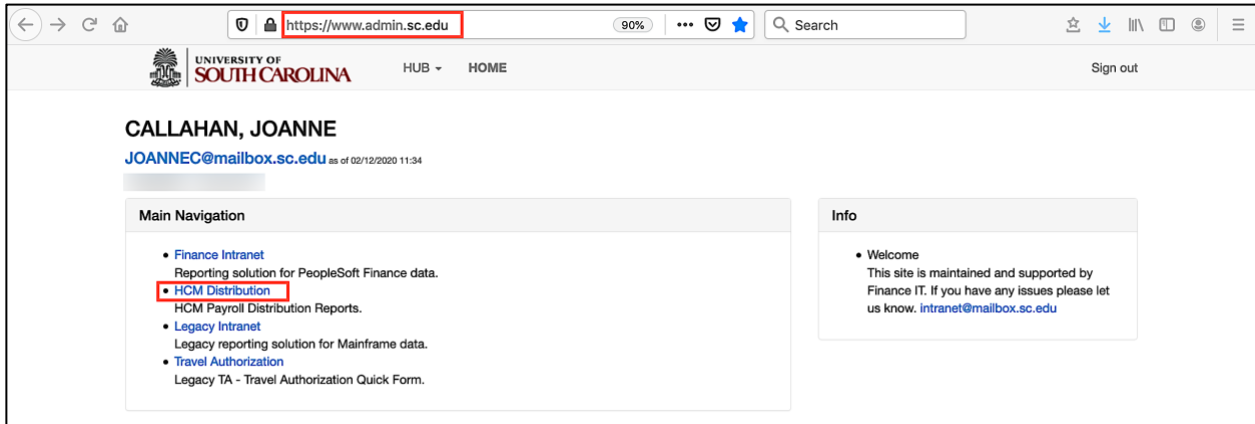 https://www.admin.sc.edu
90%
Search
UNIVERSITY OF
SOUTH CAROLINA
HUB
HOME
Sign out
CALLAHAN, JOANNE
JOANNEC@mailbox.sc.edu as of 02/12/2020 11:34
Main Navigation
• Finance Intranet
Reporting solution for PeopleSoft Finance data.
• HCM Distribution
HCM Payroll Distribution Reports.
• Legacy Intranet
Legacy reporting solution for Mainframe data.
• Travel Authorization
Legacy TA - Travel Authorization Quick Form.
Info
• Welcome
This site is maintained and supported by
Finance IT. If you have any issues please let
us know. intranet@mailbox.sc.edu